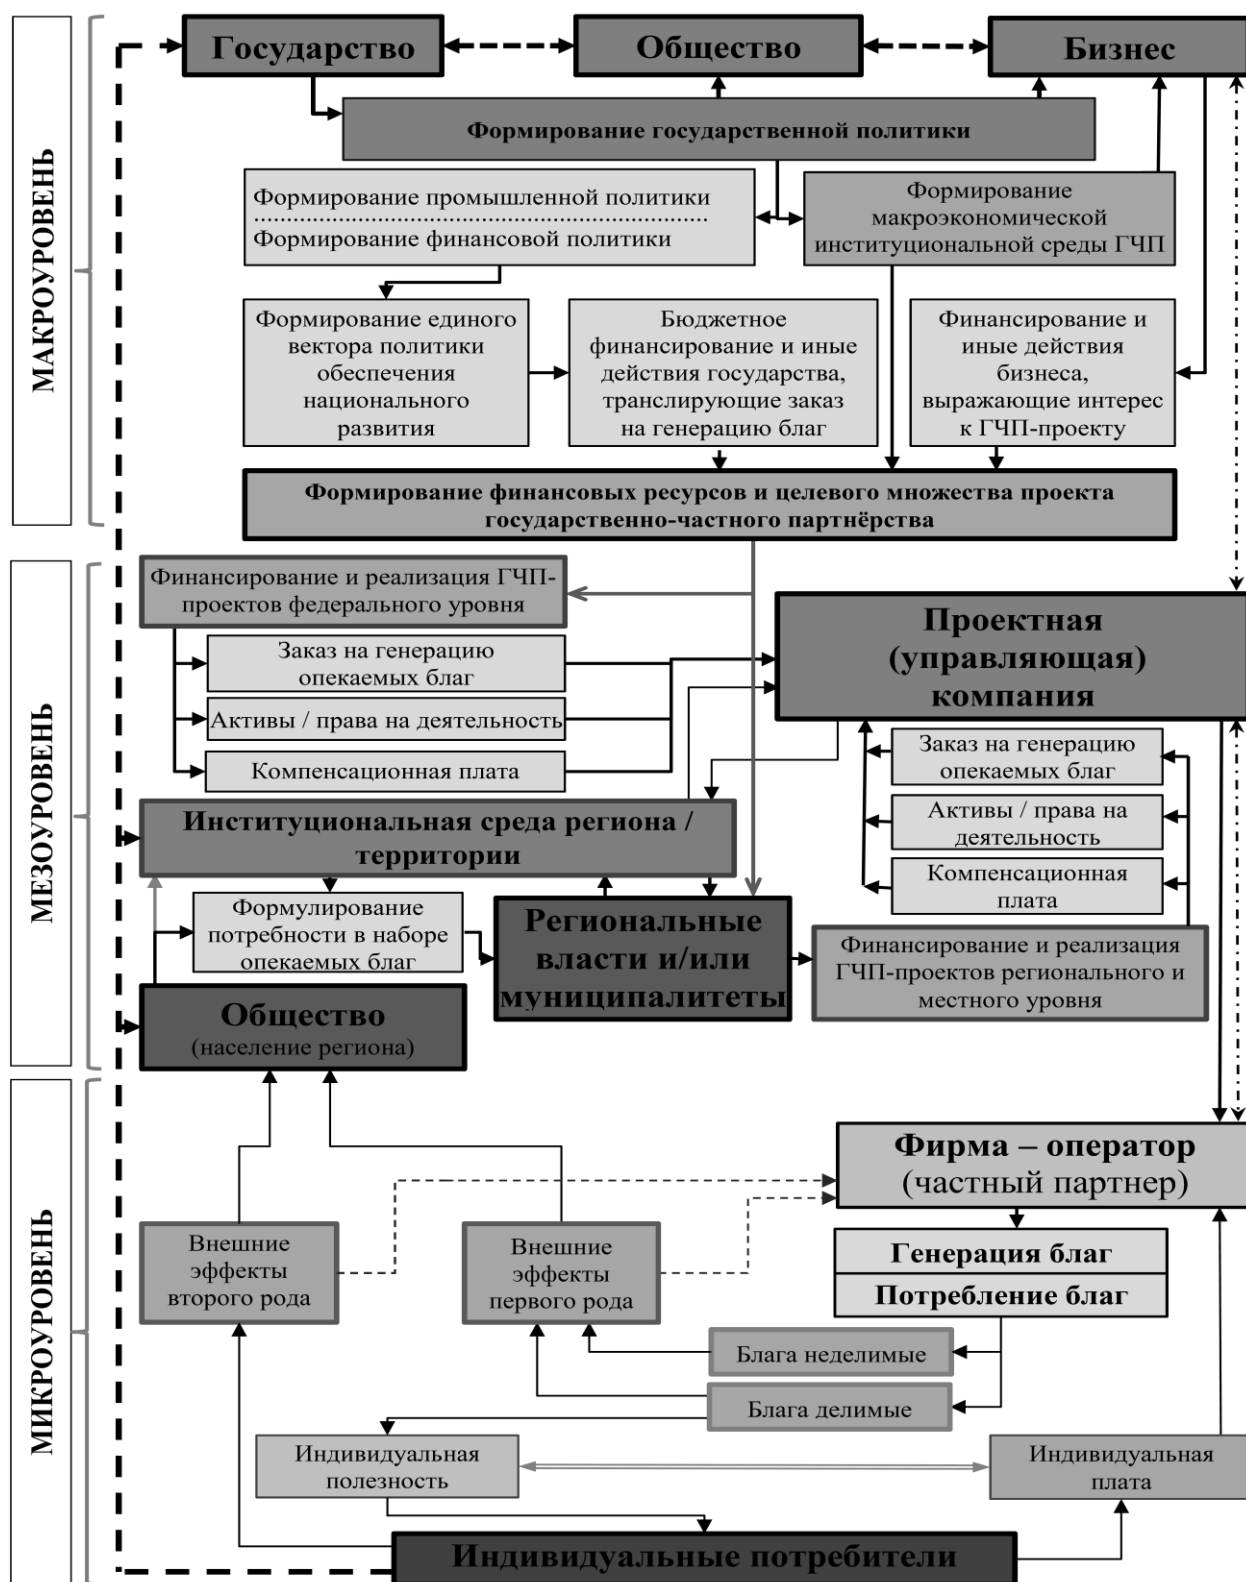 МАКРОУРОВЕНЬ
Государство
Общество
Бизнес
Формирование государственной политики
Формирование промышленной политики
Формирование финансовой политики
Формирование
макроэкономической
институциональной среды ГЧП
Формирование единого
вектора политики
обеспечения
национального
развития
Бюджетное
финансирование и иные
действия государства,
транслирующие заказ
на генерацию благ
Финансирование и
иные действия
бизнеса,
выражающие интерес
к ГЧП-проекту
Формирование финансовых ресурсов и целевого множества проекта
государственно-частного партнёрства
МЕЗОУРОВЕНЬ
Финансирование и реализация ГЧП-
проектов федерального уровня
Заказ на генерацию
опекаемых благ
Активы / права на деятельность
Компенсационная плата
Проектная
(управляющая)
компания
Заказ на генерацию
опекаемых благ
Активы / права на
деятельность
Компенсационная
плата
Институциональная среда региона /
территории
Формулирование
потребности в наборе
опекаемых благ
Региональные
власти и/или
муниципалитеты
Финансирование и реализация
ГЧП-проектов регионального и
местного уровня
Общество
(население региона)
МИКРОУРОВЕНЬ
Фирма – оператор
(частный партнер)
Внешние
эффекты
второго рода
Внешние
эффекты
первого рода
Генерация благ
Потребление благ
Блага неделимые
Блага делимые
Индивидуальная
полезность
Индивидуальная
плата
Индивидуальные потребители